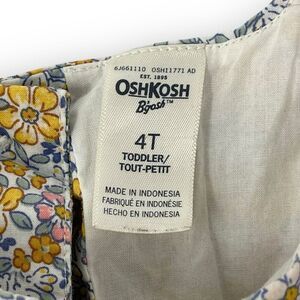 6J661110 OSH11771 AD
EST. 1895
OSHKOSH
B'gosh™
4T
TODDLER/
TOUT-PETIT
MADE IN INDONESIA
FABRIQUÉ EN INDONÉSIE
HECHO EN INDONESIA